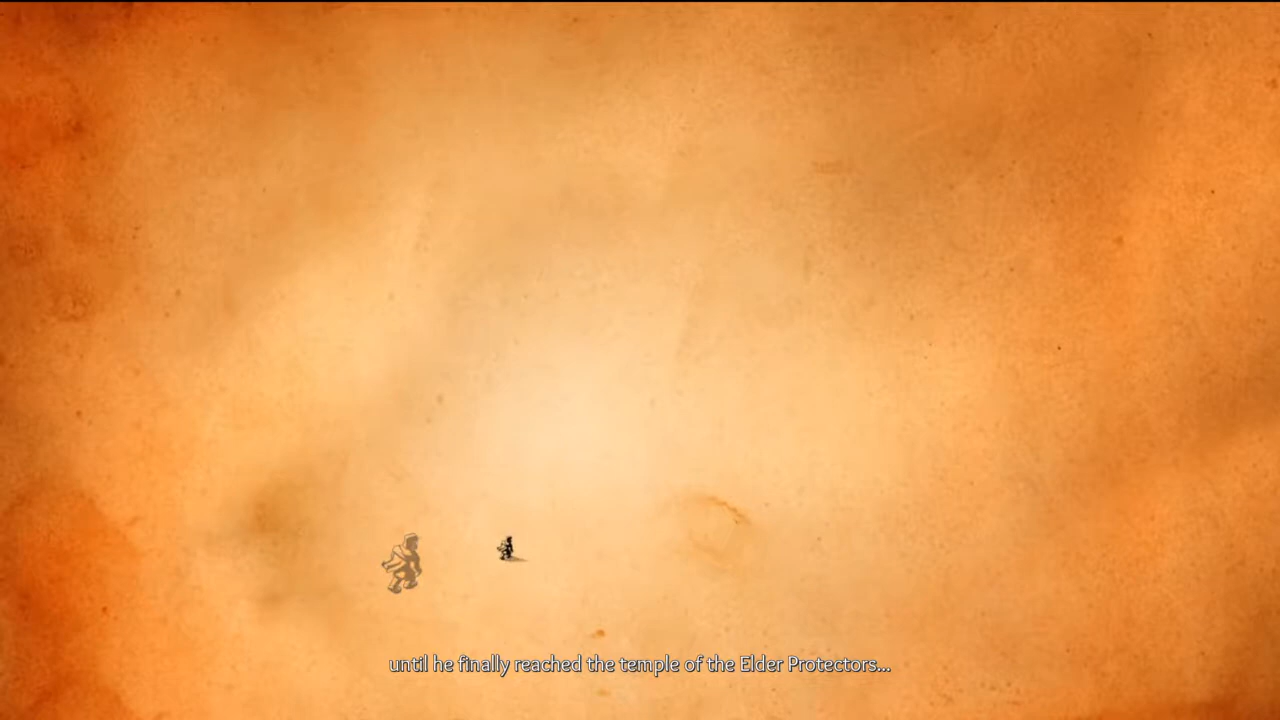 until he finally reached the temple of the Elder Protectors...